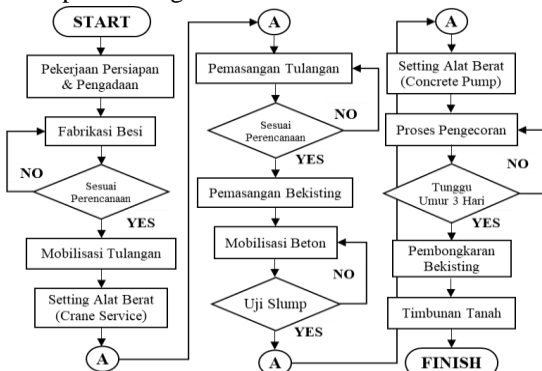 START
Pekerjaan Persiapan
& Pengadaan
Fabrikasi Besi
NO
Sesuai
Perencanaan
YES
Mobilisasi Tulangan
Setting Alat Berat
(Crane Service)
A
A
Pemasangan Tulangan
NO
Sesuai
Perencanaan
YES
Pemasangan Bekisting
Mobilisasi Beton
NO
Uji Slump
YES
A
A
Setting Alat Berat
(Concrete Pump)
Proses Pengecoran
NO
Tunggu
Umur 3 Hari
YES
Pembongkaran
Bekisting
Timbunan Tanah
FINISH